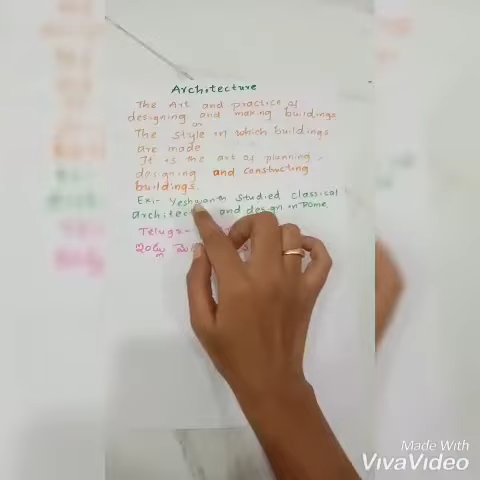 Architecture
The Art and practice of
designing and making buildings
or
The style in which buildings
are made
It is the art of planning,
designing and constructing
buildings.
Ex:- Yeshwanth studied classical
and design in Rome
Telugu-
ఇల్లు
Made With
VivaVideo